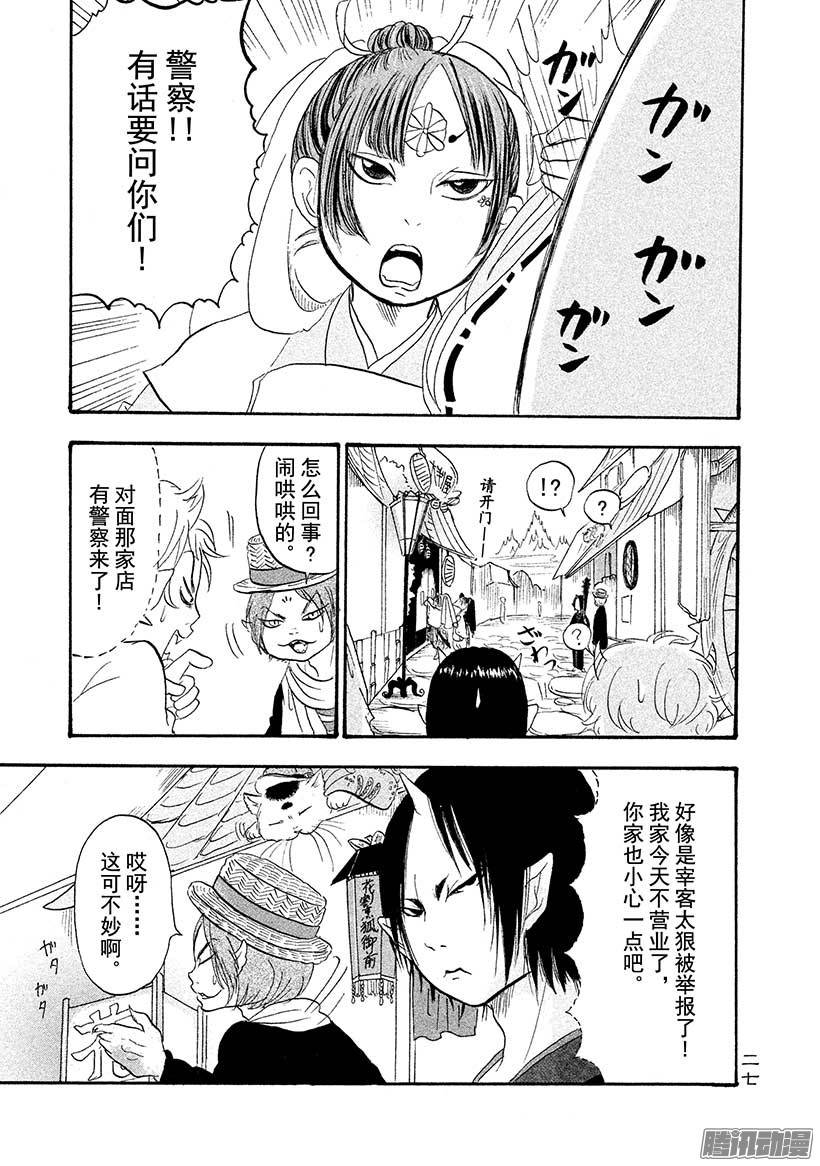 警察!!
有话要问你们！
ガン
ガン
ガン
ガン
请开门——
!?
?
?
ざわっ
怎么回事？
闹哄哄的。
对面那家店
有警察来了！
好像是宰客太狠被举报了！
我家今天不营业了，
你家也小心一点吧。
花割烹狐御前
哎呀……
这可不妙啊。
ガタ
ガタ
花
二七
腾讯动漫